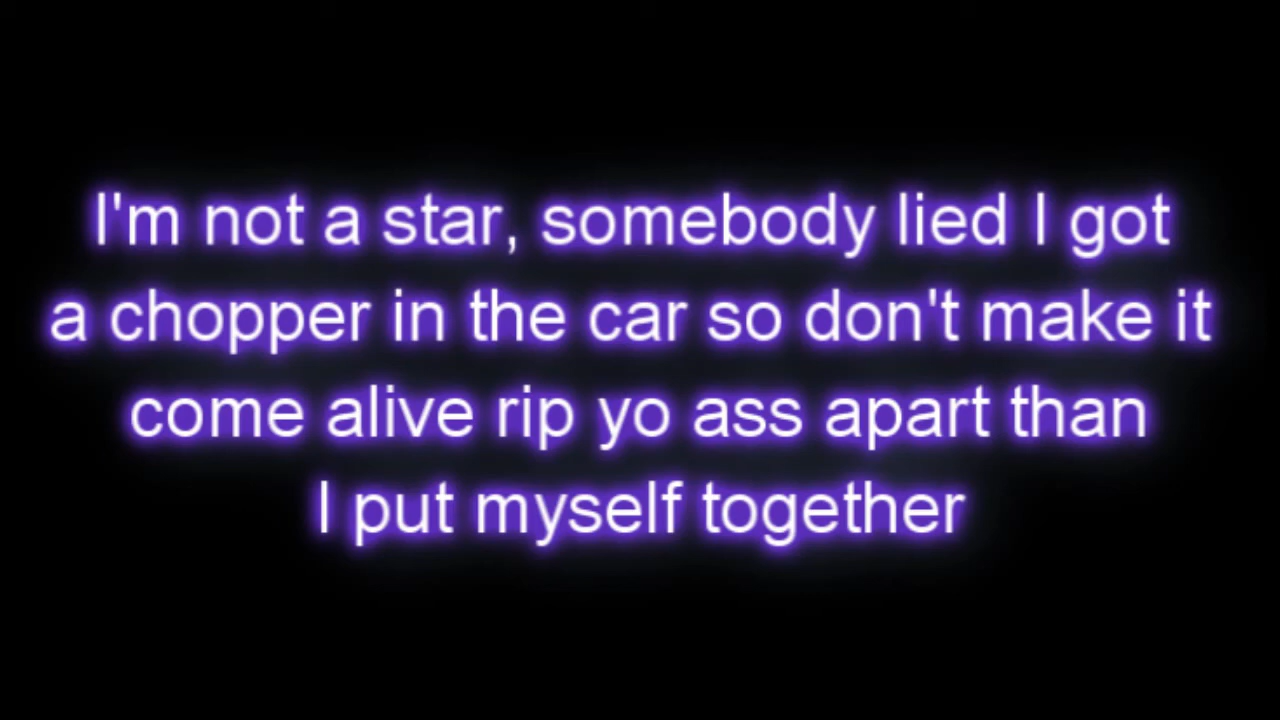 I'm not a star, somebody lied I got
a chopper in the car so don't make it
come alive rip yo ass apart than
I put myself together